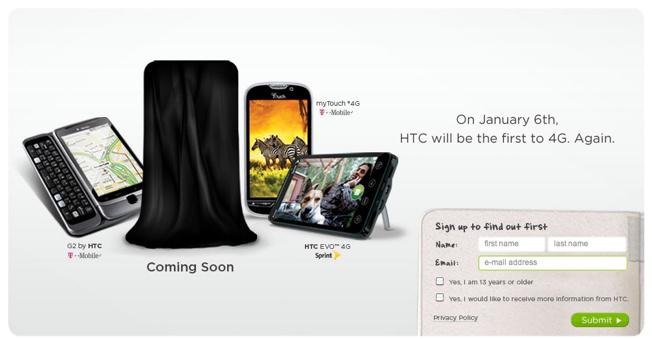 myTouch® 4G
T··Mobile·
On January 6th,
HTC will be the first to 4G. Again.
G2 by HTC
T··Mobile·
HTC EVO™ 4G
Sprint
Coming Soon
Sign up to find out first
Name: first name last name
Email: e-mail address
Yes, I am 13 years or older
Yes, I would like to receive more information from HTC.
Privacy Policy
Submit